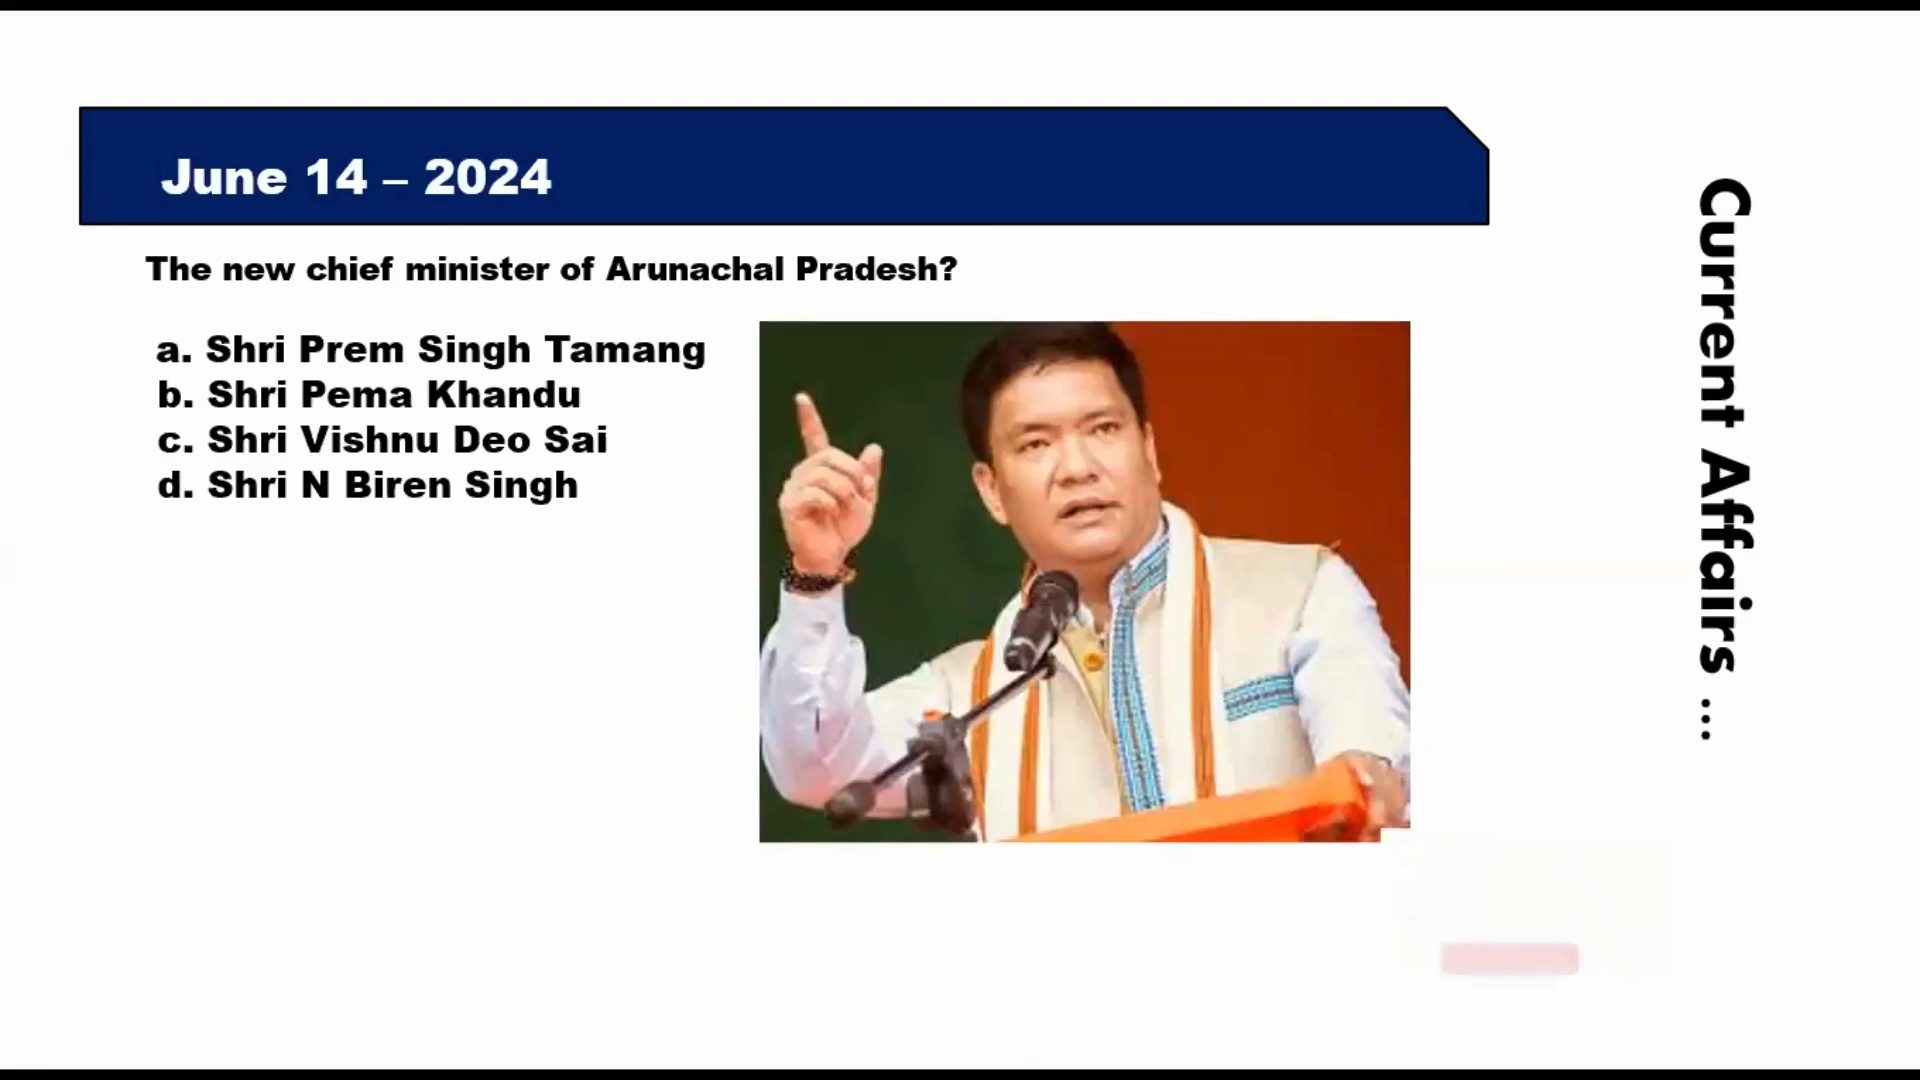 June 14 – 2024
The new chief minister of Arunachal Pradesh?
a. Shri Prem Singh Tamang
b. Shri Pema Khandu
c. Shri Vishnu Deo Sai
d. Shri N Biren Singh
Current Affairs ...